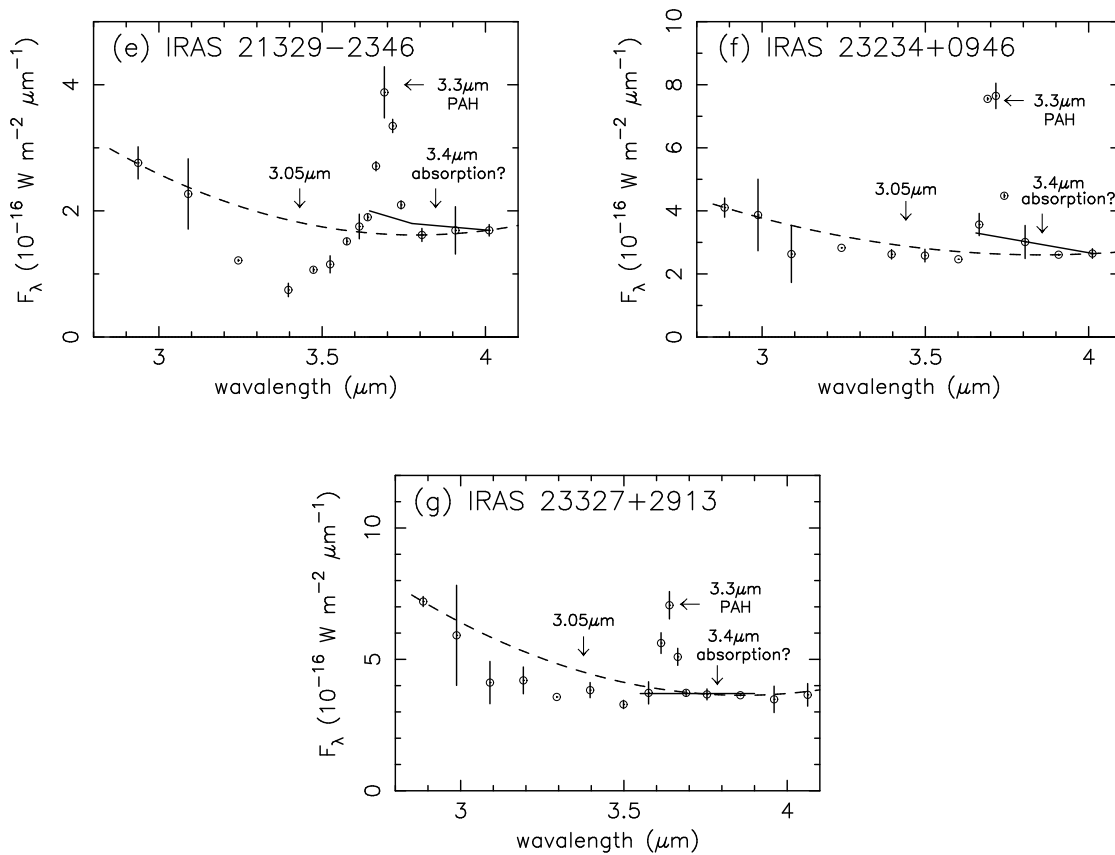 (e) IRAS 21329−2346
3.3μm
PAH
3.4μm
absorption?
3.05μm
4
2
0
3
3.5
4
wavalength (μm)
F_λ (10⁻¹⁶ W m⁻² μm⁻¹)
(f) IRAS 23234+0946
3.3μm
PAH
3.4μm
absorption?
3.05μm
10
8
6
4
2
0
3
3.5
4
wavalength (μm)
F_λ (10⁻¹⁶ W m⁻² μm⁻¹)
(g) IRAS 23327+2913
3.3μm
PAH
3.05μm
3.4μm
absorption?
10
5
0
3
3.5
4
wavalength (μm)
F_λ (10⁻¹⁶ W m⁻² μm⁻¹)